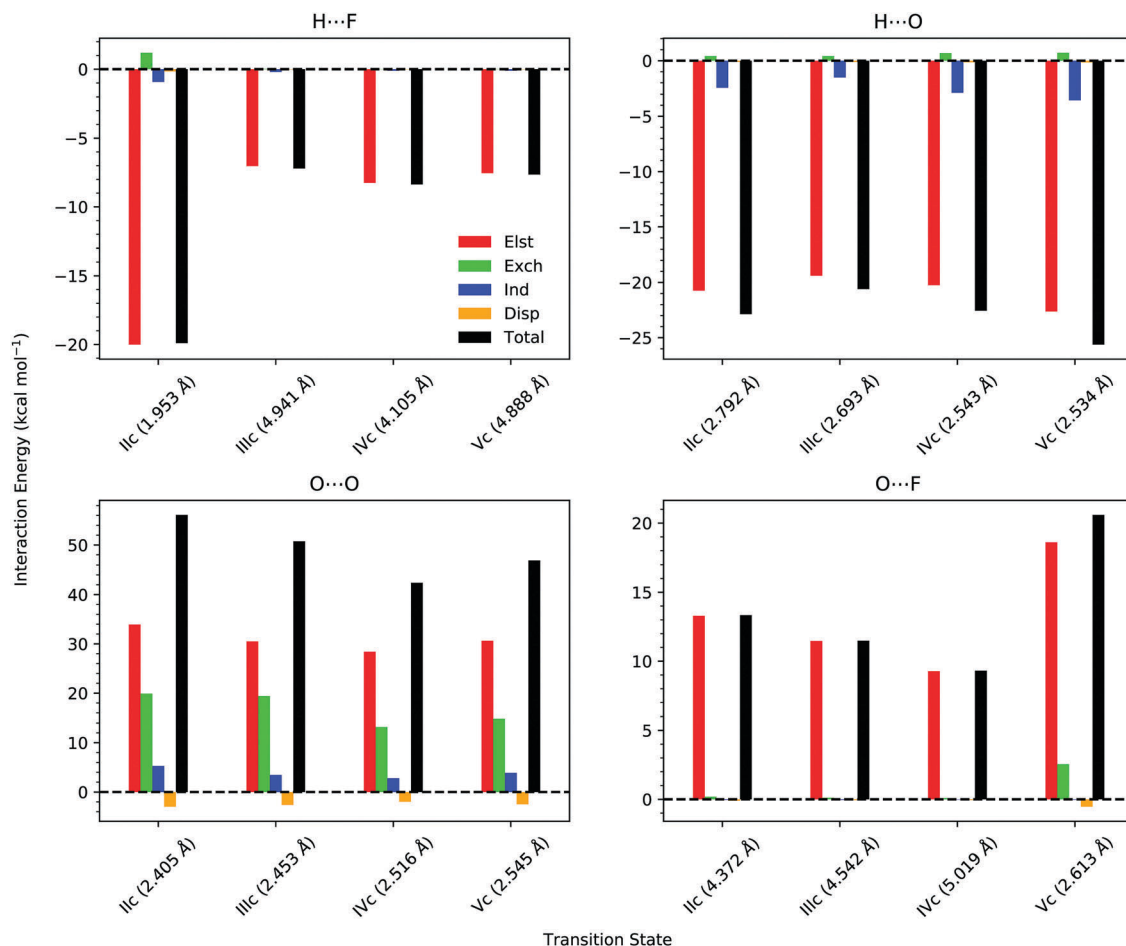 H···F
0
−5
−10
−15
−20
Elst
Exch
Ind
Disp
Total
IIc (1.953 Å)
IIIc (4.941 Å)
IVc (4.105 Å)
Vc (4.888 Å)
H···O
0
−5
−10
−15
−20
−25
IIc (2.792 Å)
IIIc (2.693 Å)
IVc (2.543 Å)
Vc (2.534 Å)
Interaction Energy (kcal mol⁻¹)
O···O
50
40
30
20
10
0
IIc (2.405 Å)
IIIc (2.453 Å)
IVc (2.516 Å)
Vc (2.545 Å)
O···F
20
15
10
5
0
IIc (4.372 Å)
IIIc (4.542 Å)
IVc (5.019 Å)
Vc (2.613 Å)
Transition State